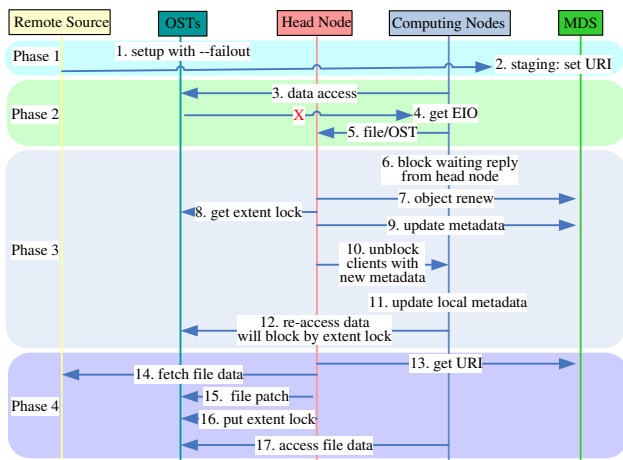 Remote Source OSTs Head Node Computing Nodes MDS
Phase 1
1. setup with --failout
2. staging: set URI
Phase 2
3. data access
X
4. get EIO
5. file/OST
Phase 3
6. block waiting reply
from head node
7. object renew
8. get extent lock
9. update metadata
10. unblock
clients with
new metadata
11. update local metadata
12. re-access data
will block by extent lock
Phase 4
13. get URI
14. fetch file data
15. file patch
16. put extent lock
17. access file data